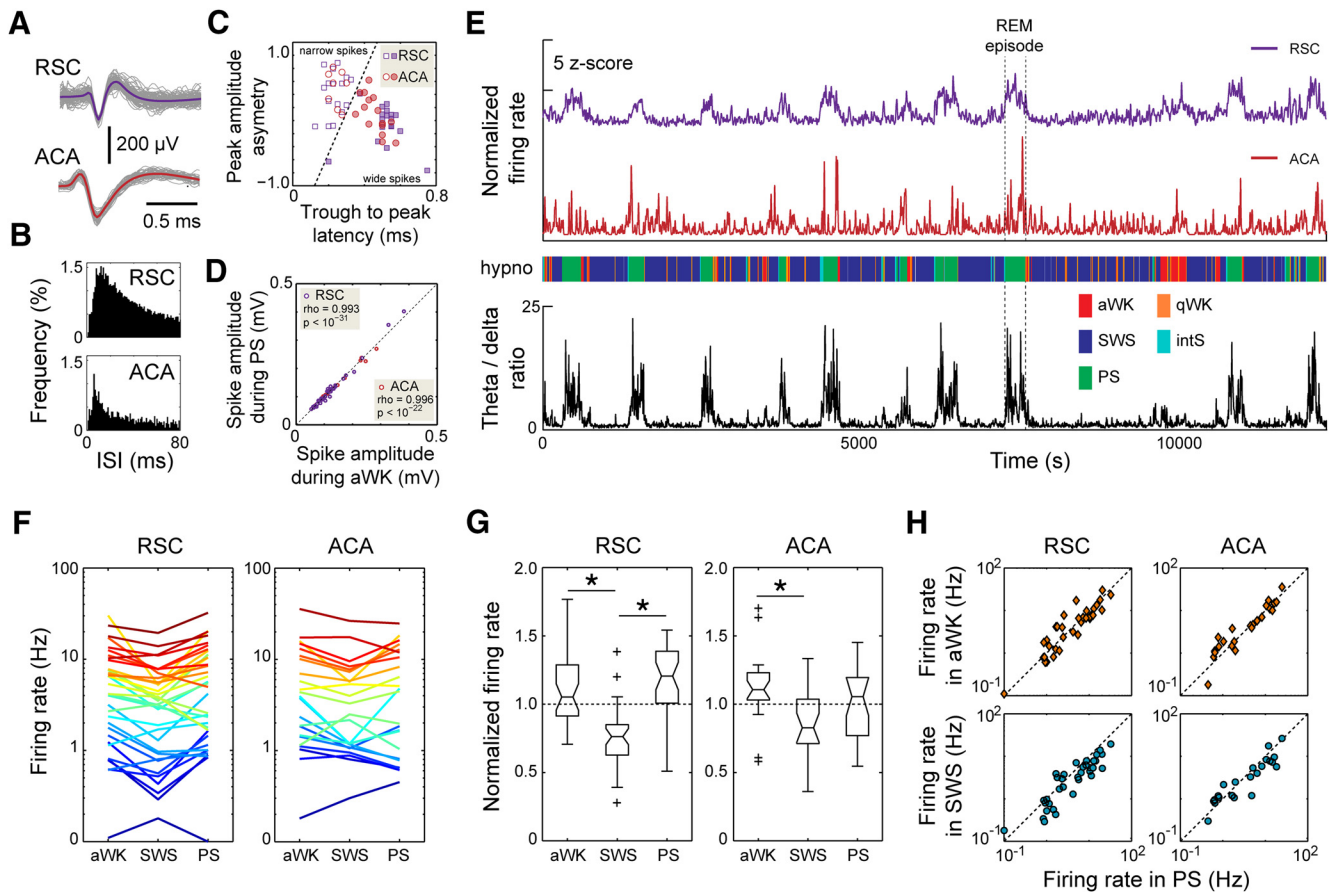 A
RSC
200 µV
ACA
0.5 ms
B
1.5
RSC
0
1.5
ACA
0
0
80
Frequency (%)
ISI (ms)
C
1.0
narrow spikes
RSC
ACA
wide spikes
−1.0
0
0.8
Peak amplitude
asymetry
Trough to peak
latency (ms)
D
0.5
RSC
rho = 0.993
p < 10⁻³¹
ACA
rho = 0.996
p < 10⁻²²
0
0
0.5
Spike amplitude
during PS (mV)
Spike amplitude
during aWK (mV)
E
REM
episode
5 z-score
RSC
ACA
Normalized
firing rate
hypno
aWK
qWK
SWS
intS
PS
25
0
Theta / delta
ratio
0
5000
10000
Time (s)
F
RSC
ACA
100
100
10
10
1
1
0
0
Firing rate (Hz)
aWK
SWS
PS
aWK
SWS
PS
G
RSC
ACA
2.0
2.0
*
*
*
1.5
1.5
1.0
1.0
0.5
0.5
0
0
Normalized firing rate
aWK
SWS
PS
aWK
SWS
PS
H
RSC
ACA
10²
10²
Firing rate
in aWK (Hz)
10⁻¹
10⁻¹
10²
10²
Firing rate
in SWS (Hz)
10⁻¹
10⁻¹
10⁻¹
10²
10⁻¹
10²
Firing rate in PS (Hz)